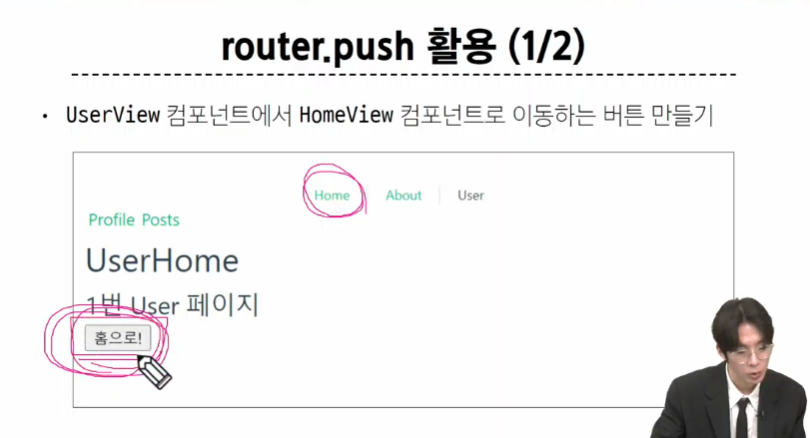 router.push 활용 (1/2)
• UserView 컴포넌트에서 HomeView 컴포넌트로 이동하는 버튼 만들기
Home About User
Profile Posts
UserHome
1번 User 페이지
홈으로!